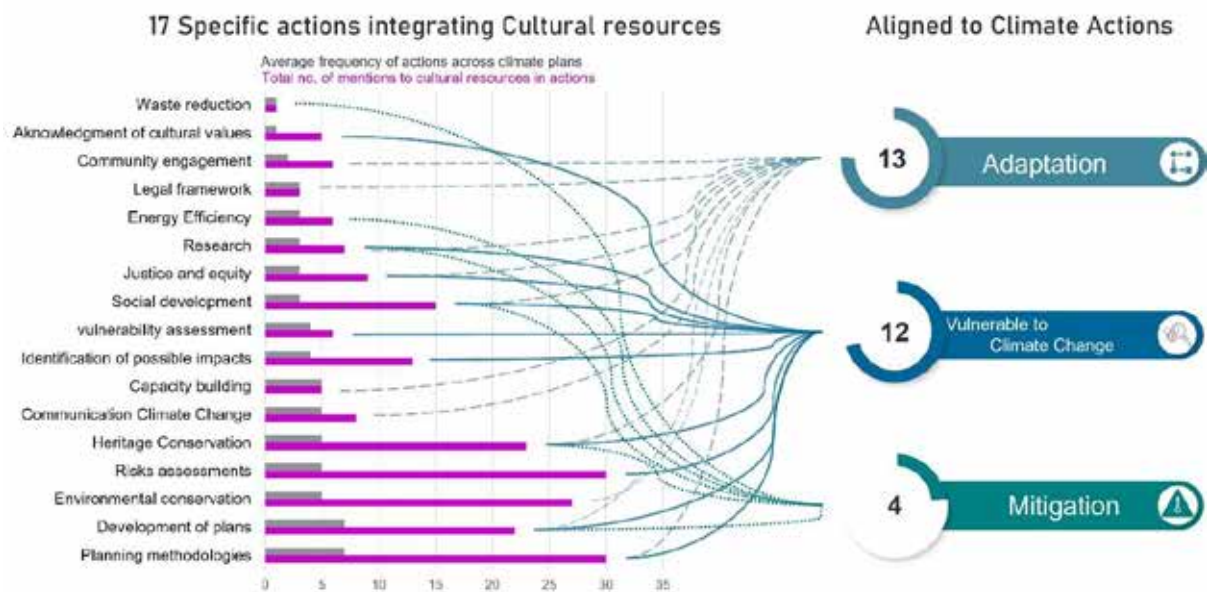 17 Specific actions integrating Cultural resources
Aligned to Climate Actions
Average frequency of actions across climate plans
Total no. of mentions to cultural resources in actions
Waste reduction
Aknowledgment of cultural values
Community engagement
Legal framework
Energy Efficiency
Research
Justice and equity
Social development
vulnerability assessment
Identification of possible impacts
Capacity building
Communication Climate Change
Heritage Conservation
Risks assessments
Environmental conservation
Development of plans
Planning methodologies
0 5 10 15 20 25 30 35
13 Adaptation
12 Vulnerable to
Climate Change
4 Mitigation